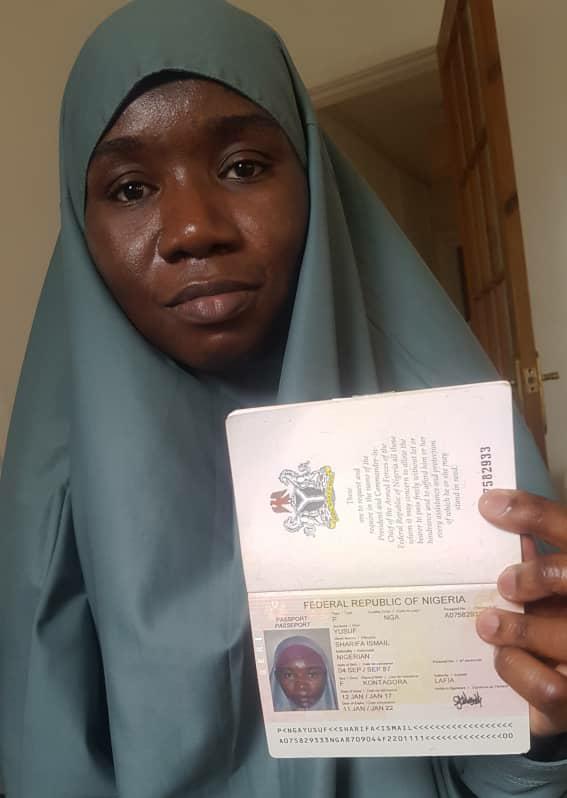 These
are to request and
require in the name of the
President and Commander-in-
Chief of the Armed Forces of the
Federal Republic of Nigeria all those
whom it may concern to allow the
bearer to pass freely without let or
hindrance and to afford him or her
every assistance and protection
of which he or she may
stand in need.
7582933
FEDERAL REPUBLIC OF NIGERIA
PASSPORT
PASSEPORT
P
NGA
YUSUF
SHARIFA ISMAIL
NIGERIAN
04 SEP / SEP 87
F
KONTAGORA
LAFIA
12 JAN / JAN 17
11 JAN / JAN 22
P<NGAYUSUF<<SHARIFA<ISMAIL<<<<<<<<<<<<<<<<<<
A075829333NGA8709044F2201111<<<<<<<<<<<<<<00